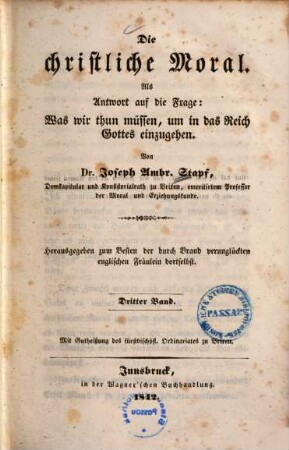 Die
christliche Moral.
Als
Antwort auf die Frage:
Was wir thun müssen, um in das Reich
Gottes einzugehen.
Von
Dr. Joseph Ambr. Stapf,
Domkapitular und Konsistorialrath zu Brixen, emeritirtem Professor
der Moral und Erziehungskunde.
Herausgegeben zum Besten der durch Brand verunglückten
englischen Fräulein dortselbst.
Dritter Band.
Mit Gutheißung des fürstbischöfl. Ordinariates zu Brixen.
Innsbruck,
in der Wagner'schen Buchhandlung.
1842.
PASSAU